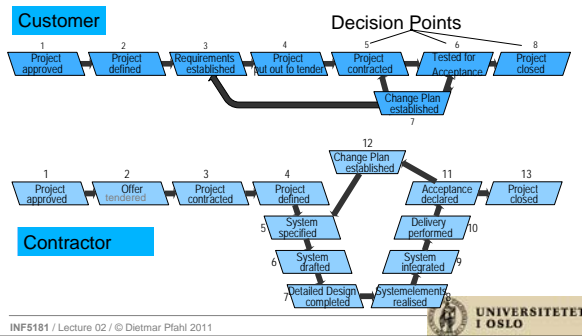 Customer
Decision Points
1
Project
approved
2
Project
defined
3
Requirements
established
4
Project
put out to tender
5
Project
contracted
6
Tested for
Acceptance
8
Project
closed
Change Plan
established
7
12
Change Plan
established
1
Project
approved
2
Offer
tendered
3
Project
contracted
4
Project
defined
11
Acceptance
declared
13
Project
closed
5
System
specified
Delivery
performed
10
Contractor
6
System
drafted
System
integrated
9
7
Detailed Design
completed
Systemelements
realised
8
INF5181 / Lecture 02 / © Dietmar Pfahl 2011
UNIVERSITETET
I OSLO